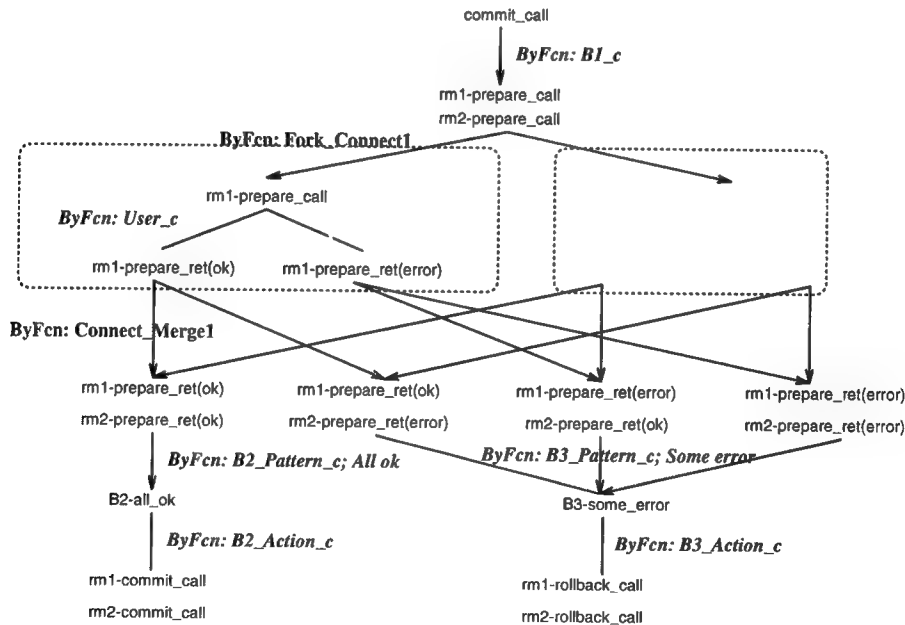 commit_call
ByFcn: B1_c
rm1-prepare_call
rm2-prepare_call
ByFcn: Fork_Connect1
rm1-prepare_call
ByFcn: User_c
rm1-prepare_ret(ok)
rm1-prepare_ret(error)
ByFcn: Connect_Merge1
rm1-prepare_ret(ok)
rm1-prepare_ret(ok)
rm1-prepare_ret(error)
rm1-prepare_ret(error)
rm2-prepare_ret(ok)
rm2-prepare_ret(error)
rm2-prepare_ret(ok)
rm2-prepare_ret(error)
ByFcn: B2_Pattern_c; All ok
ByFcn: B3_Pattern_c; Some error
B2-all_ok
B3-some_error
ByFcn: B2_Action_c
ByFcn: B3_Action_c
rm1-commit_call
rm1-rollback_call
rm2-commit_call
rm2-rollback_call